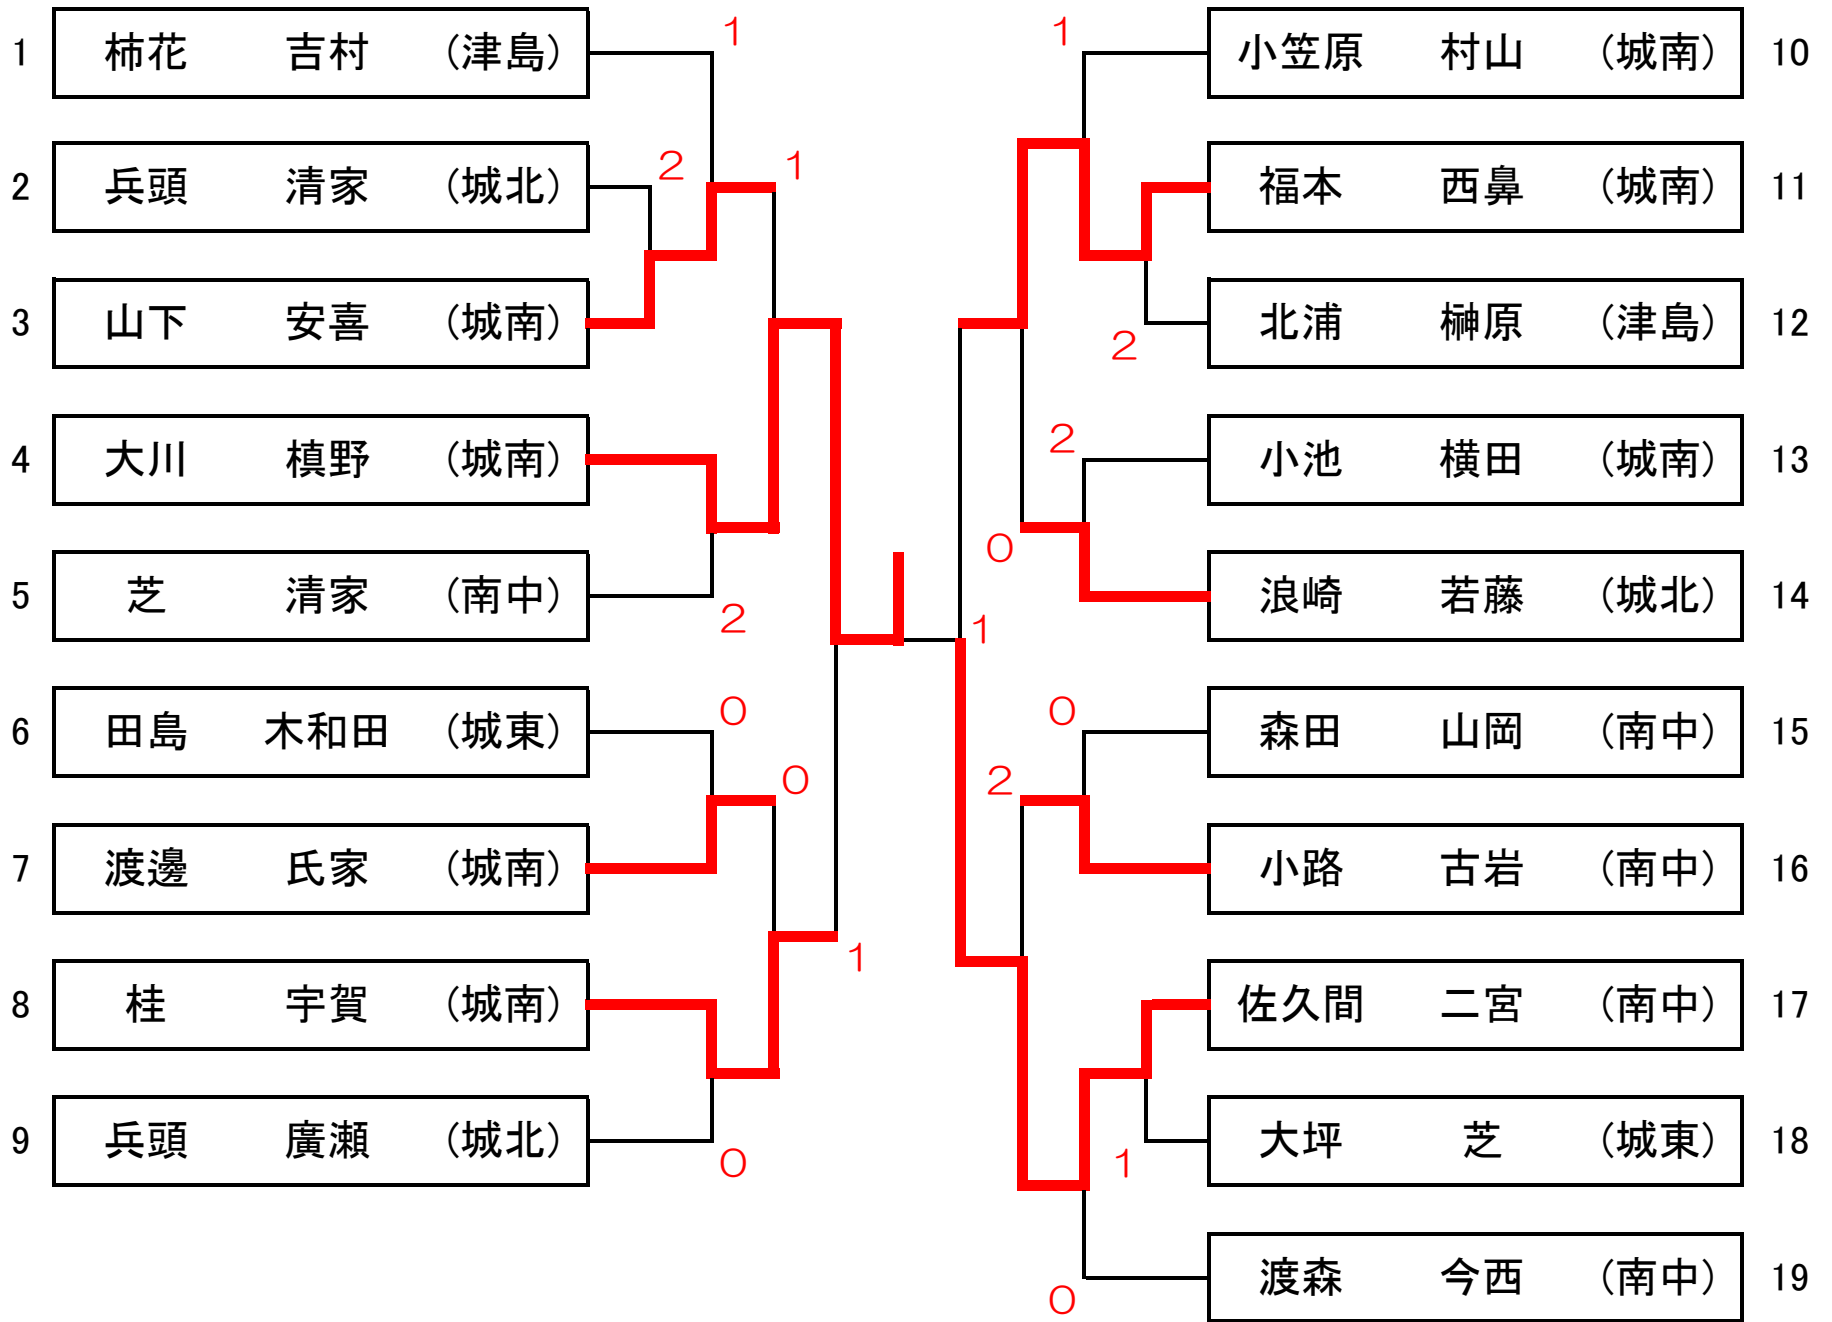 1 柿花 吉村 (津島)
2 兵頭 清家 (城北)
3 山下 安喜 (城南)
4 大川 槙野 (城南)
5 芝 清家 (南中)
6 田島 木和田 (城東)
7 渡邊 氏家 (城南)
8 桂 宇賀 (城南)
9 兵頭 廣瀬 (城北)
1
2
1
2
0
0
1
0
1
2
2
0
1
0
2
1
0
小笠原 村山 (城南) 10
福本 西鼻 (城南) 11
北浦 榊原 (津島) 12
小池 横田 (城南) 13
浪崎 若藤 (城北) 14
森田 山岡 (南中) 15
小路 古岩 (南中) 16
佐久間 二宮 (南中) 17
大坪 芝 (城東) 18
渡森 今西 (南中) 19